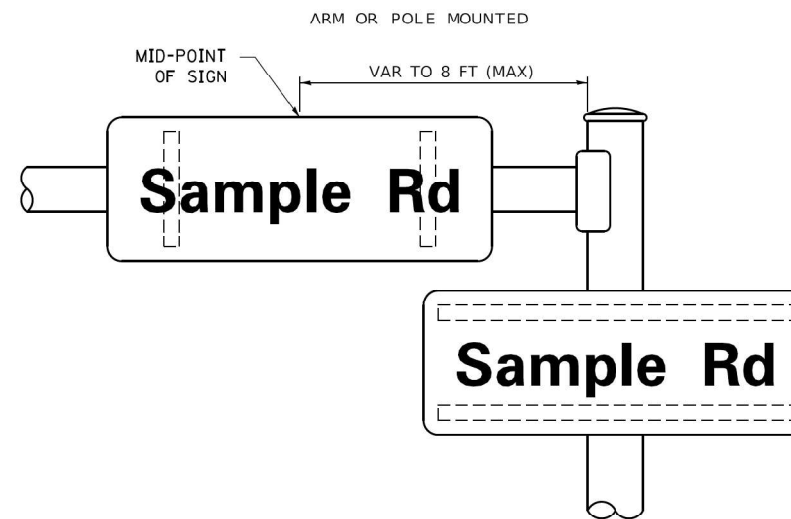 ARM OR POLE MOUNTED
MID-POINT
OF SIGN
VAR TO 8 FT (MAX)
Sample Rd
Sample Rd